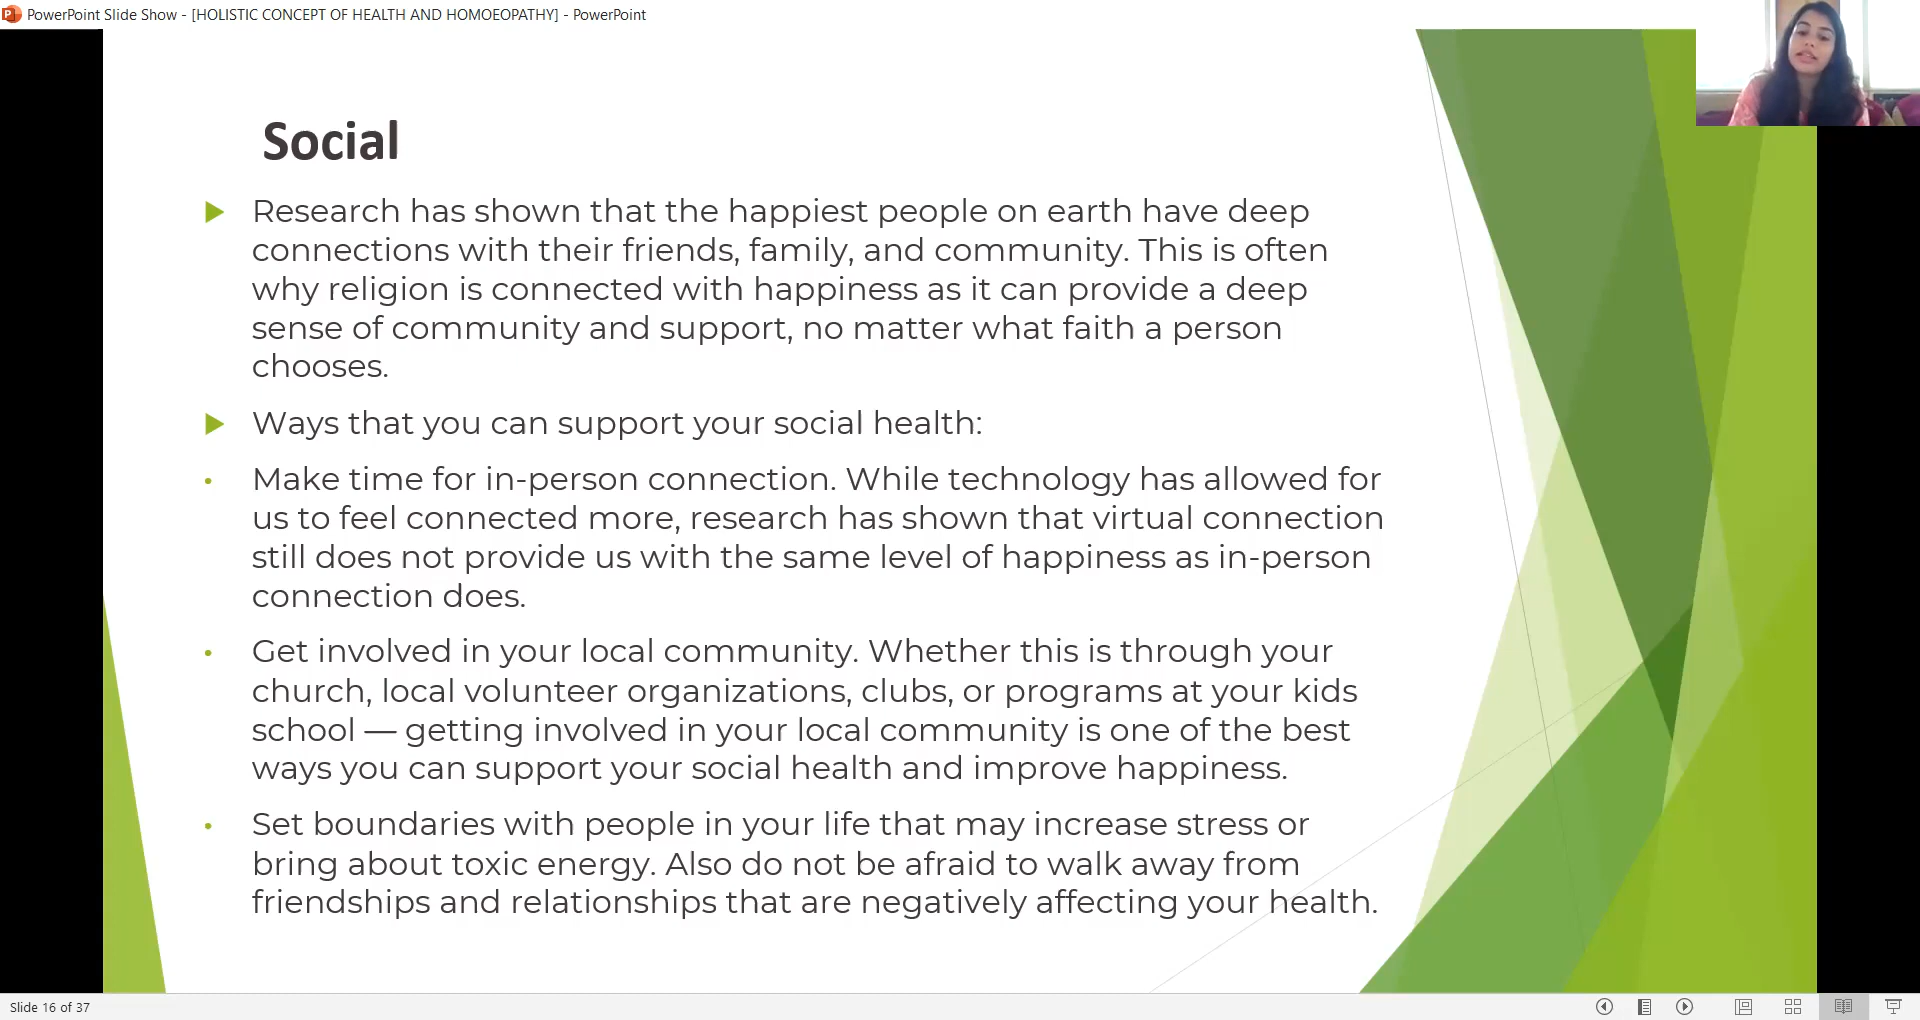 PowerPoint Slide Show - [HOLISTIC CONCEPT OF HEALTH AND HOMOEOPATHY] - PowerPoint
Social
Research has shown that the happiest people on earth have deep
connections with their friends, family, and community. This is often
why religion is connected with happiness as it can provide a deep
sense of community and support, no matter what faith a person
chooses.
Ways that you can support your social health:
Make time for in-person connection. While technology has allowed for
us to feel connected more, research has shown that virtual connection
still does not provide us with the same level of happiness as in-person
connection does.
Get involved in your local community. Whether this is through your
church, local volunteer organizations, clubs, or programs at your kids
school — getting involved in your local community is one of the best
ways you can support your social health and improve happiness.
Set boundaries with people in your life that may increase stress or
bring about toxic energy. Also do not be afraid to walk away from
friendships and relationships that are negatively affecting your health.
Slide 16 of 37